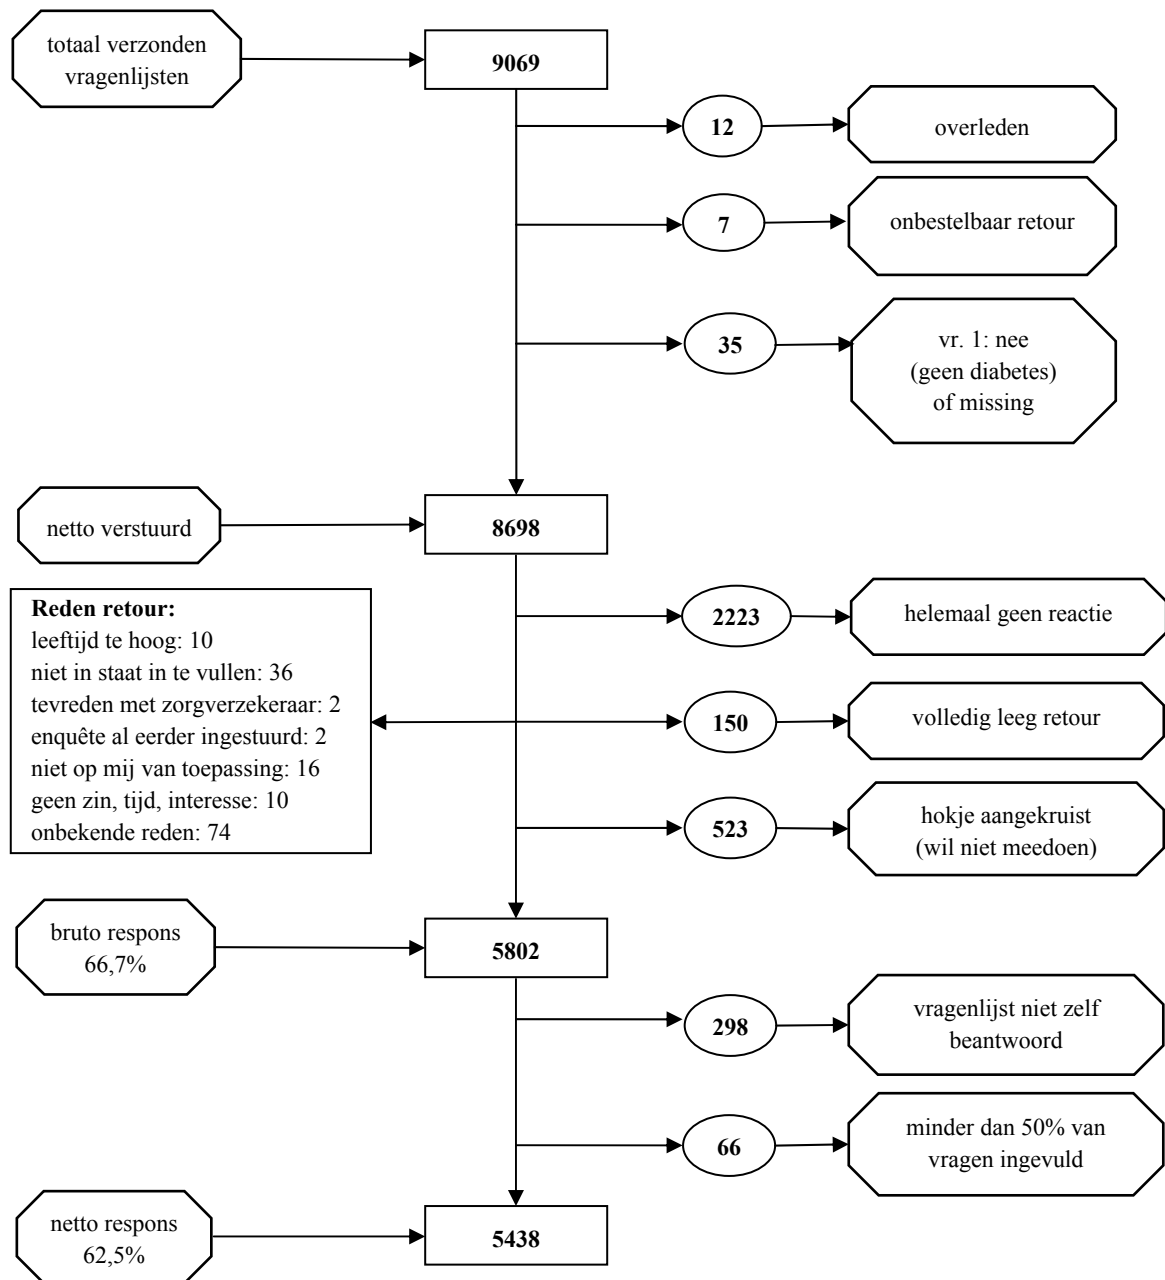 totaal verzonden
vragenlijsten
9069
12
overleden
7
onbestelbaar retour
35
vr. 1: nee
(geen diabetes)
of missing
netto verstuurd
8698
Reden retour:
leeftijd te hoog: 10
niet in staat in te vullen: 36
tevreden met zorgverzekeraar: 2
enquête al eerder ingestuurd: 2
niet op mij van toepassing: 16
geen zin, tijd, interesse: 10
onbekende reden: 74
2223
helemaal geen reactie
150
volledig leeg retour
523
hokje aangekruist
(wil niet meedoen)
bruto respons
66,7%
5802
298
vragenlijst niet zelf
beantwoord
66
minder dan 50% van
vragen ingevuld
netto respons
62,5%
5438